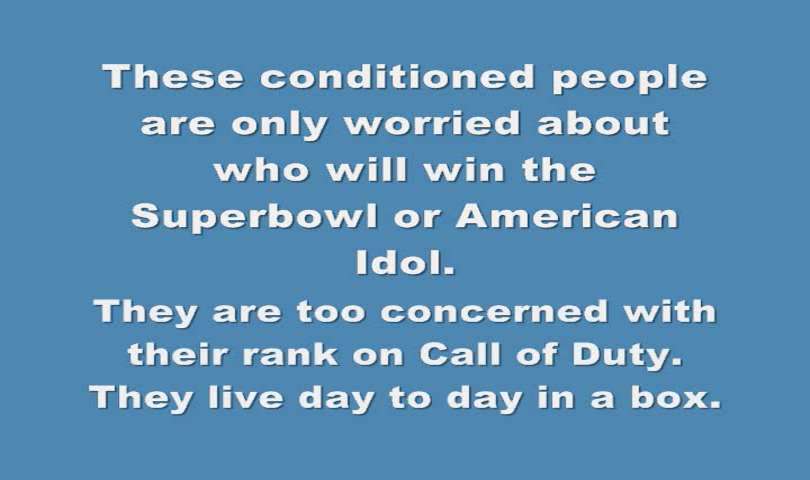 These conditioned people
are only worried about
who will win the
Superbowl or American
Idol.
They are too concerned with
their rank on Call of Duty.
They live day to day in a box.